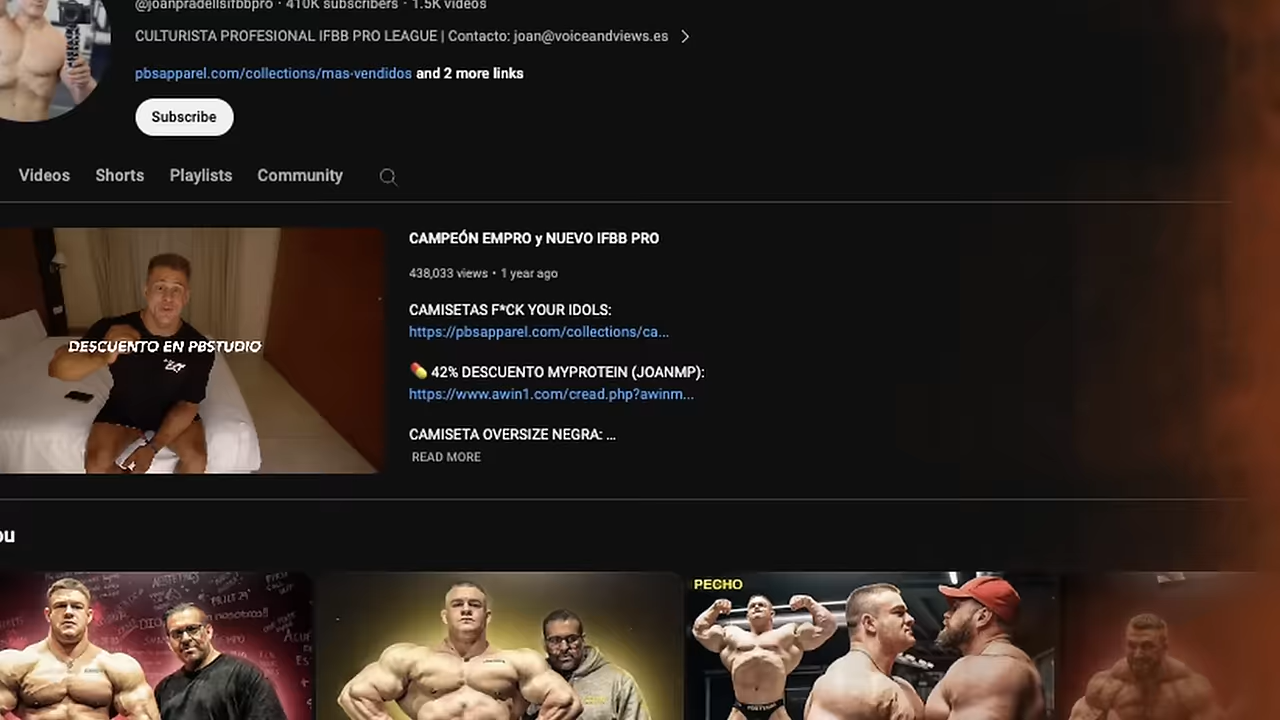 @joanpradellsifbbpro · 410K subscribers · 1.5K videos
CULTURISTA PROFESIONAL IFBB PRO LEAGUE | Contacto: joan@voiceandviews.es
pbsapparel.com/collections/mas-vendidos and 2 more links
Subscribe
Videos Shorts Playlists Community
DESCUENTO EN PBSTUDIO
CAMPEÓN EMPRO y NUEVO IFBB PRO
438,033 views • 1 year ago
CAMISETAS F*CK YOUR IDOLS:
https://pbsapparel.com/collections/ca...
💊 42% DESCUENTO MYPROTEIN (JOANMP):
https://www.awin1.com/cread.php?awinm...
CAMISETA OVERSIZE NEGRA: ...
READ MORE
ou
PECHO